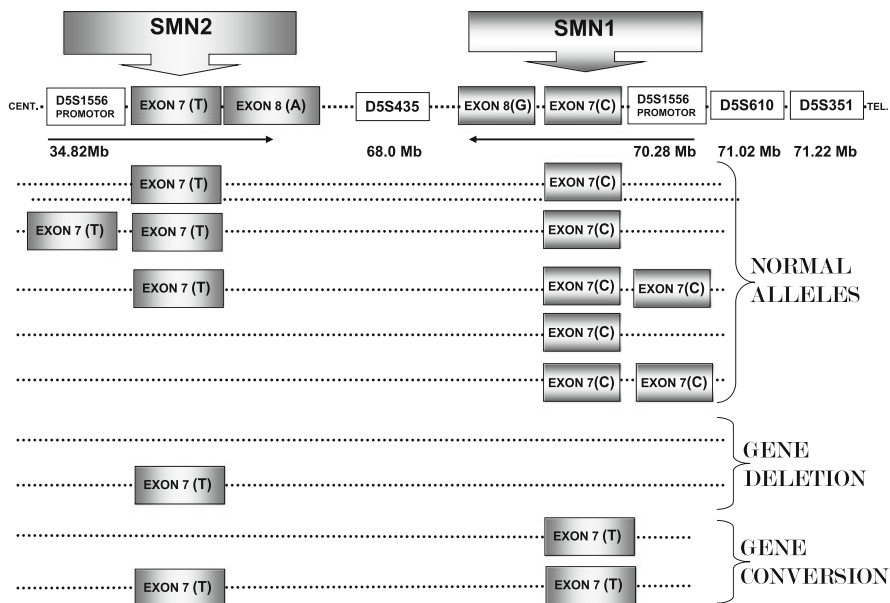 SMN2 SMN1
CENT. D5S1556 PROMOTOR EXON 7 (T) EXON 8 (A) D5S435 EXON 8(G) EXON 7(C) D5S1556 PROMOTOR D5S610 D5S351 TEL.
34.82Mb 68.0 Mb 70.28 Mb 71.02 Mb 71.22 Mb
EXON 7 (T) EXON 7(C)
EXON 7 (T) EXON 7 (T) EXON 7(C)
EXON 7 (T) EXON 7(C) EXON 7(C)
EXON 7(C)
EXON 7(C) EXON 7(C)
NORMAL
ALLELES
GENE
DELETION
EXON 7 (T)
EXON 7 (T)
EXON 7 (T) EXON 7 (T)
GENE
CONVERSION